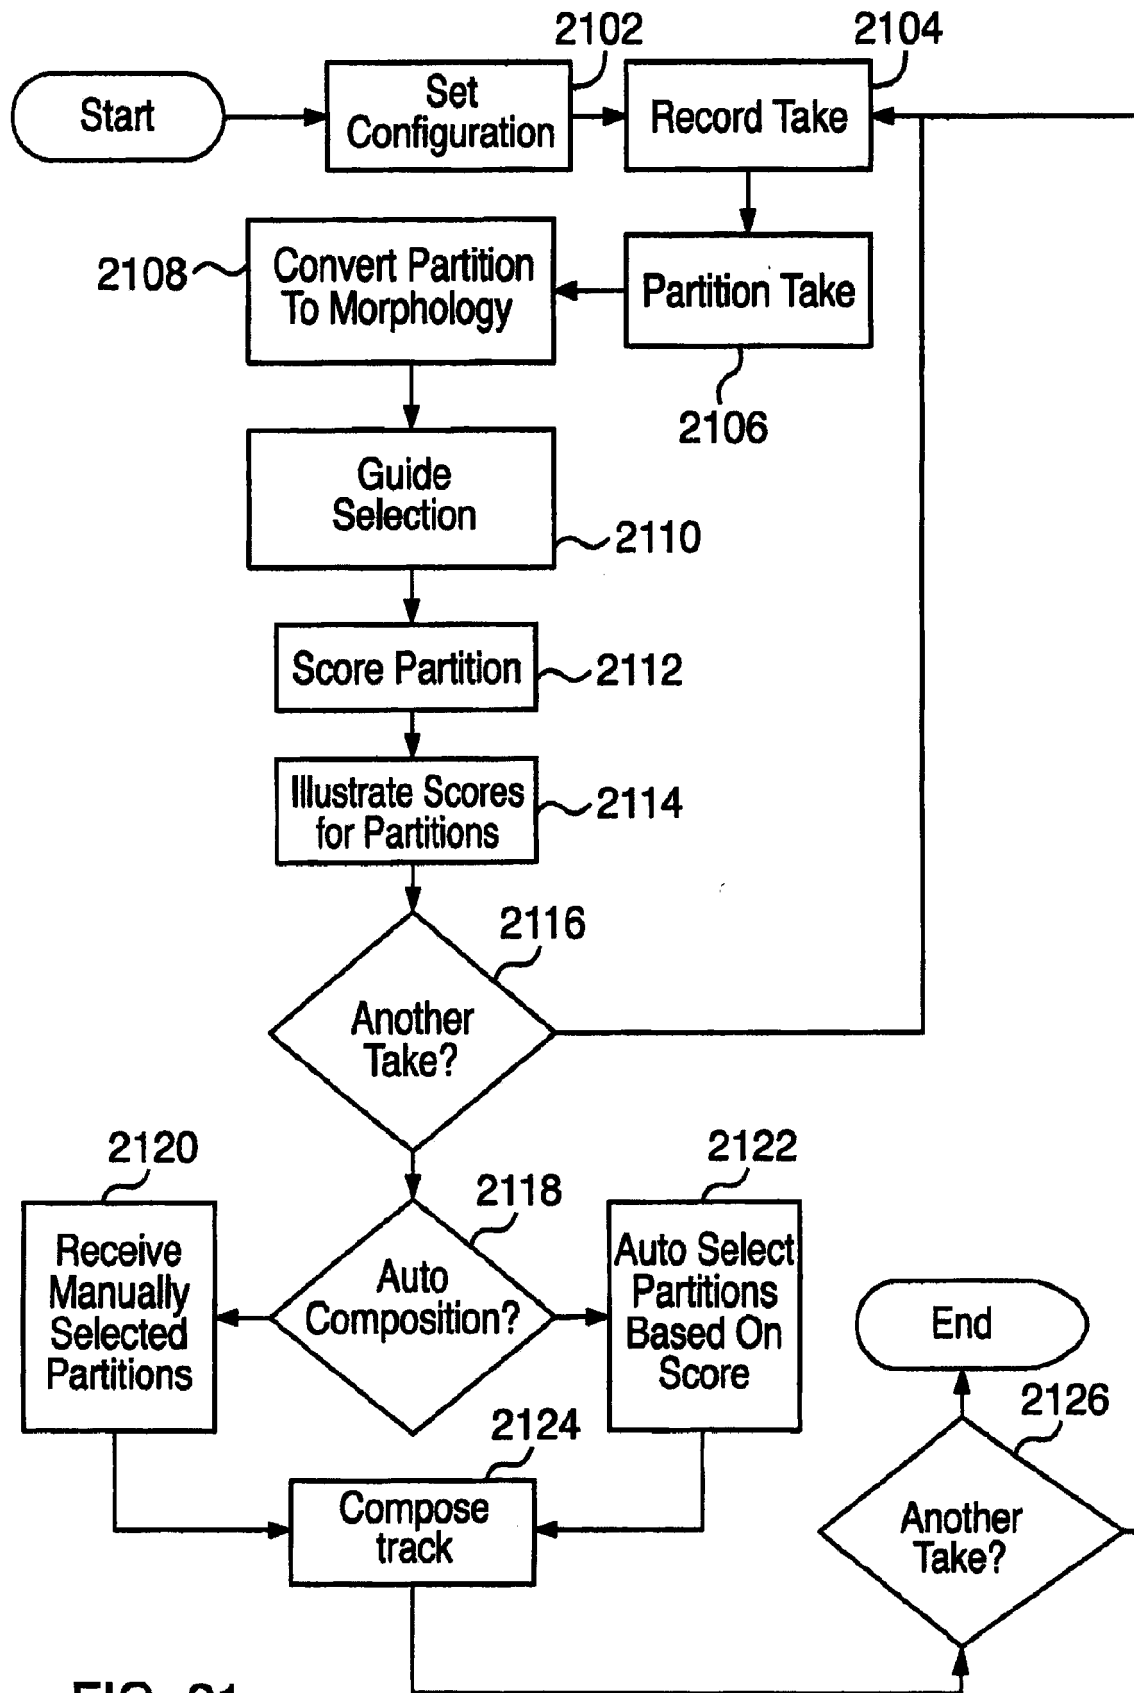 2102
2104
Start
Set
Configuration
Record Take
2108
Convert Partition
To Morphology
Partition Take
2106
Guide
Selection
2110
Score Partition
2112
Illustrate Scores
for Partitions
2114
2116
Another
Take?
2120
2122
2118
Receive
Manually
Selected
Partitions
Auto
Composition?
Auto Select
Partitions
Based On
Score
End
2126
2124
Compose
track
Another
Take?
FIG. 21